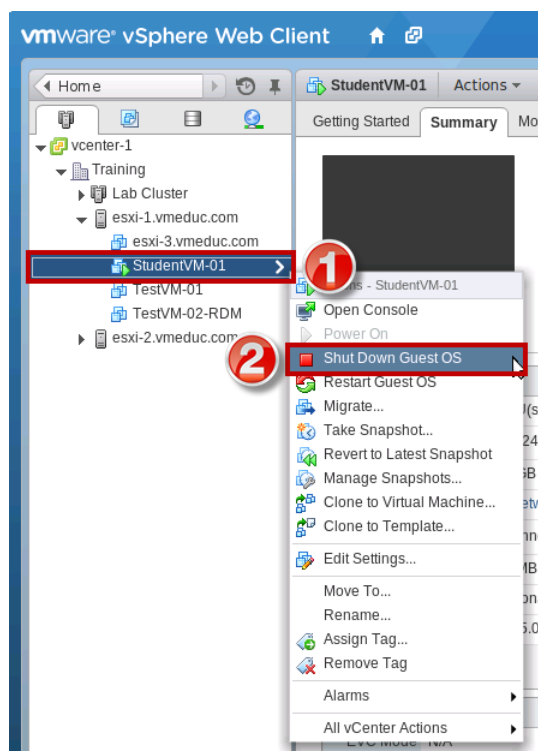 vmware® vSphere Web Client
Home
StudentVM-01 Actions
Getting Started Summary
vcenter-1
Training
Lab Cluster
esxi-1.vmeduc.com
esxi-3.vmeduc.com
StudentVM-01
TestVM-01
TestVM-02-RDM
esxi-2.vmeduc.com
1
2
- StudentVM-01
Open Console
Power On
Shut Down Guest OS
Restart Guest OS
Migrate...
Take Snapshot...
Revert to Latest Snapshot
Manage Snapshots...
Clone to Virtual Machine...
Clone to Template...
Edit Settings...
Move To...
Rename...
Assign Tag...
Remove Tag
Alarms
All vCenter Actions
EVC Mode N/A